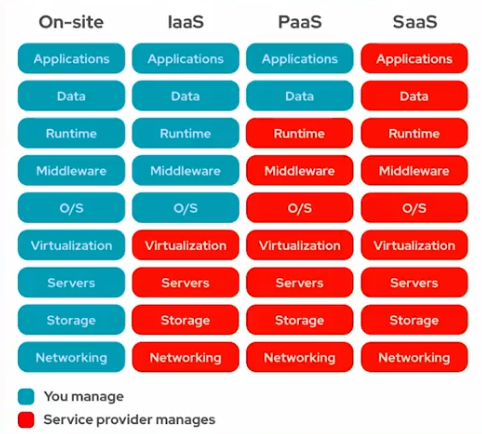 On-site IaaS PaaS SaaS
Applications Applications Applications Applications
Data Data Data Data
Runtime Runtime Runtime Runtime
Middleware Middleware Middleware Middleware
O/S O/S O/S O/S
Virtualization Virtualization Virtualization Virtualization
Servers Servers Servers Servers
Storage Storage Storage Storage
Networking Networking Networking Networking
You manage
Service provider manages